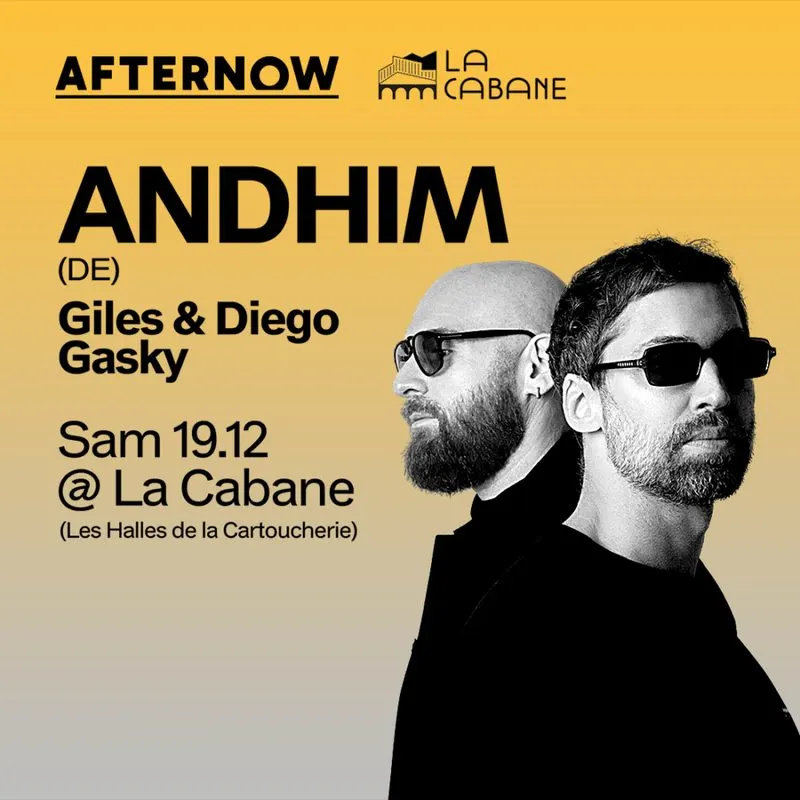 AFTERNOW
LA
CABANE
ANDHIM
(DE)
Giles & Diego
Gasky
Sam 19.12
@ La Cabane
(Les Halles de la Cartoucherie)